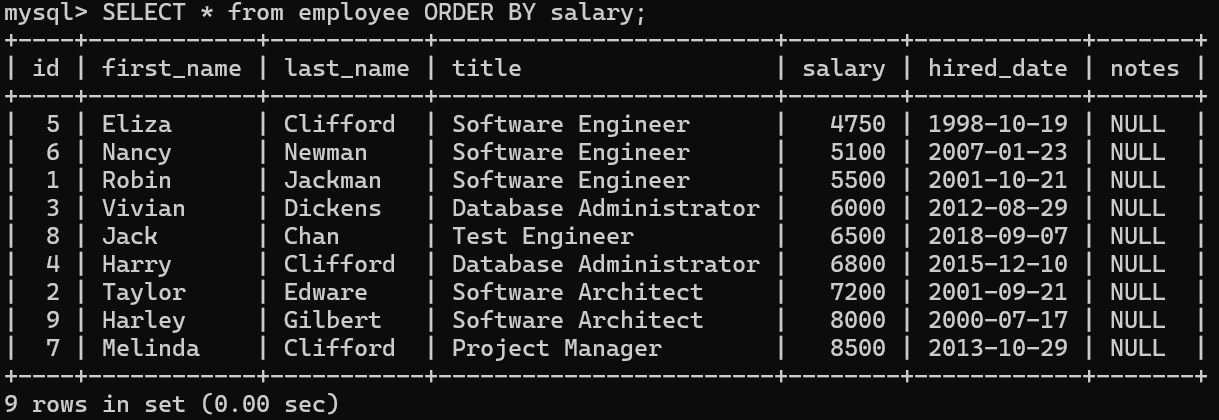 mysql> SELECT * from employee ORDER BY salary;
+----+------------+-----------+------------------------+--------+------------+-------+
| id | first_name | last_name | title                  | salary | hired_date | notes |
+----+------------+-----------+------------------------+--------+------------+-------+
|  5 | Eliza      | Clifford  | Software Engineer      |   4750 | 1998-10-19 | NULL  |
|  6 | Nancy      | Newman    | Software Engineer      |   5100 | 2007-01-23 | NULL  |
|  1 | Robin      | Jackman   | Software Engineer      |   5500 | 2001-10-21 | NULL  |
|  3 | Vivian     | Dickens   | Database Administrator |   6000 | 2012-08-29 | NULL  |
|  8 | Jack       | Chan      | Test Engineer          |   6500 | 2018-09-07 | NULL  |
|  4 | Harry      | Clifford  | Database Administrator |   6800 | 2015-12-10 | NULL  |
|  2 | Taylor     | Edware    | Software Architect     |   7200 | 2001-09-21 | NULL  |
|  9 | Harley     | Gilbert   | Software Architect     |   8000 | 2000-07-17 | NULL  |
|  7 | Melinda    | Clifford  | Project Manager        |   8500 | 2013-10-29 | NULL  |
+----+------------+-----------+------------------------+--------+------------+-------+
9 rows in set (0.00 sec)